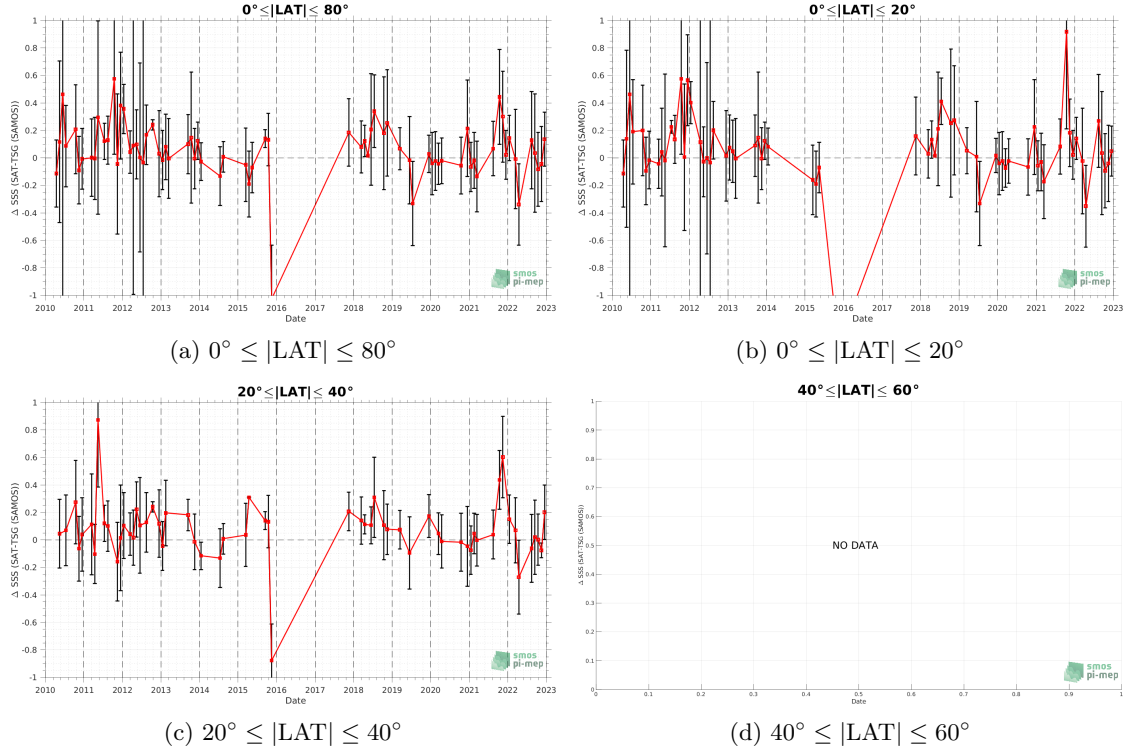 0°≤|LAT|≤ 80°
Δ SSS (SAT-TSG (SAMOS))
1
0.8
0.6
0.4
0.2
0
-0.2
-0.4
-0.6
-0.8
-1
2010 2011 2012 2013 2014 2015 2016 2017 2018 2019 2020 2021 2022 2023
Date
smos
pi-mep
(a) 0° ≤ |LAT| ≤ 80°
0°≤|LAT|≤ 20°
Δ SSS (SAT-TSG (SAMOS))
1
0.8
0.6
0.4
0.2
0
-0.2
-0.4
-0.6
-0.8
-1
2010 2011 2012 2013 2014 2015 2016 2017 2018 2019 2020 2021 2022 2023
Date
smos
pi-mep
(b) 0° ≤ |LAT| ≤ 20°
20°≤|LAT|≤ 40°
Δ SSS (SAT-TSG (SAMOS))
1
0.8
0.6
0.4
0.2
0
-0.2
-0.4
-0.6
-0.8
-1
2010 2011 2012 2013 2014 2015 2016 2017 2018 2019 2020 2021 2022 2023
Date
smos
pi-mep
(c) 20° ≤ |LAT| ≤ 40°
40°≤|LAT|≤ 60°
Δ SSS (SAT-TSG (SAMOS))
1
0.9
0.8
0.7
0.6
0.5
0.4
0.3
0.2
0.1
0
NO DATA
0 0.1 0.2 0.3 0.4 0.5 0.6 0.7 0.8 0.9 1
Date
smos
pi-mep
(d) 40° ≤ |LAT| ≤ 60°